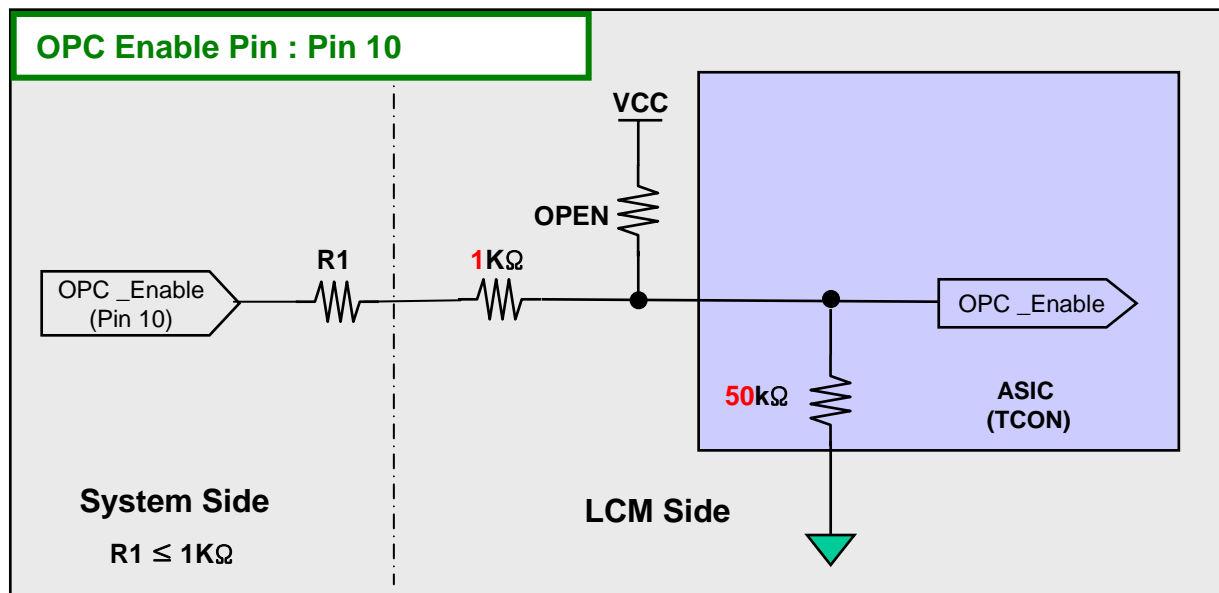 OPC Enable Pin : Pin 10
VCC
OPEN
R1
1KΩ
OPC _Enable
(Pin 10)
OPC _Enable
50kΩ
ASIC
(TCON)
System Side
LCM Side
R1 ≤ 1KΩ